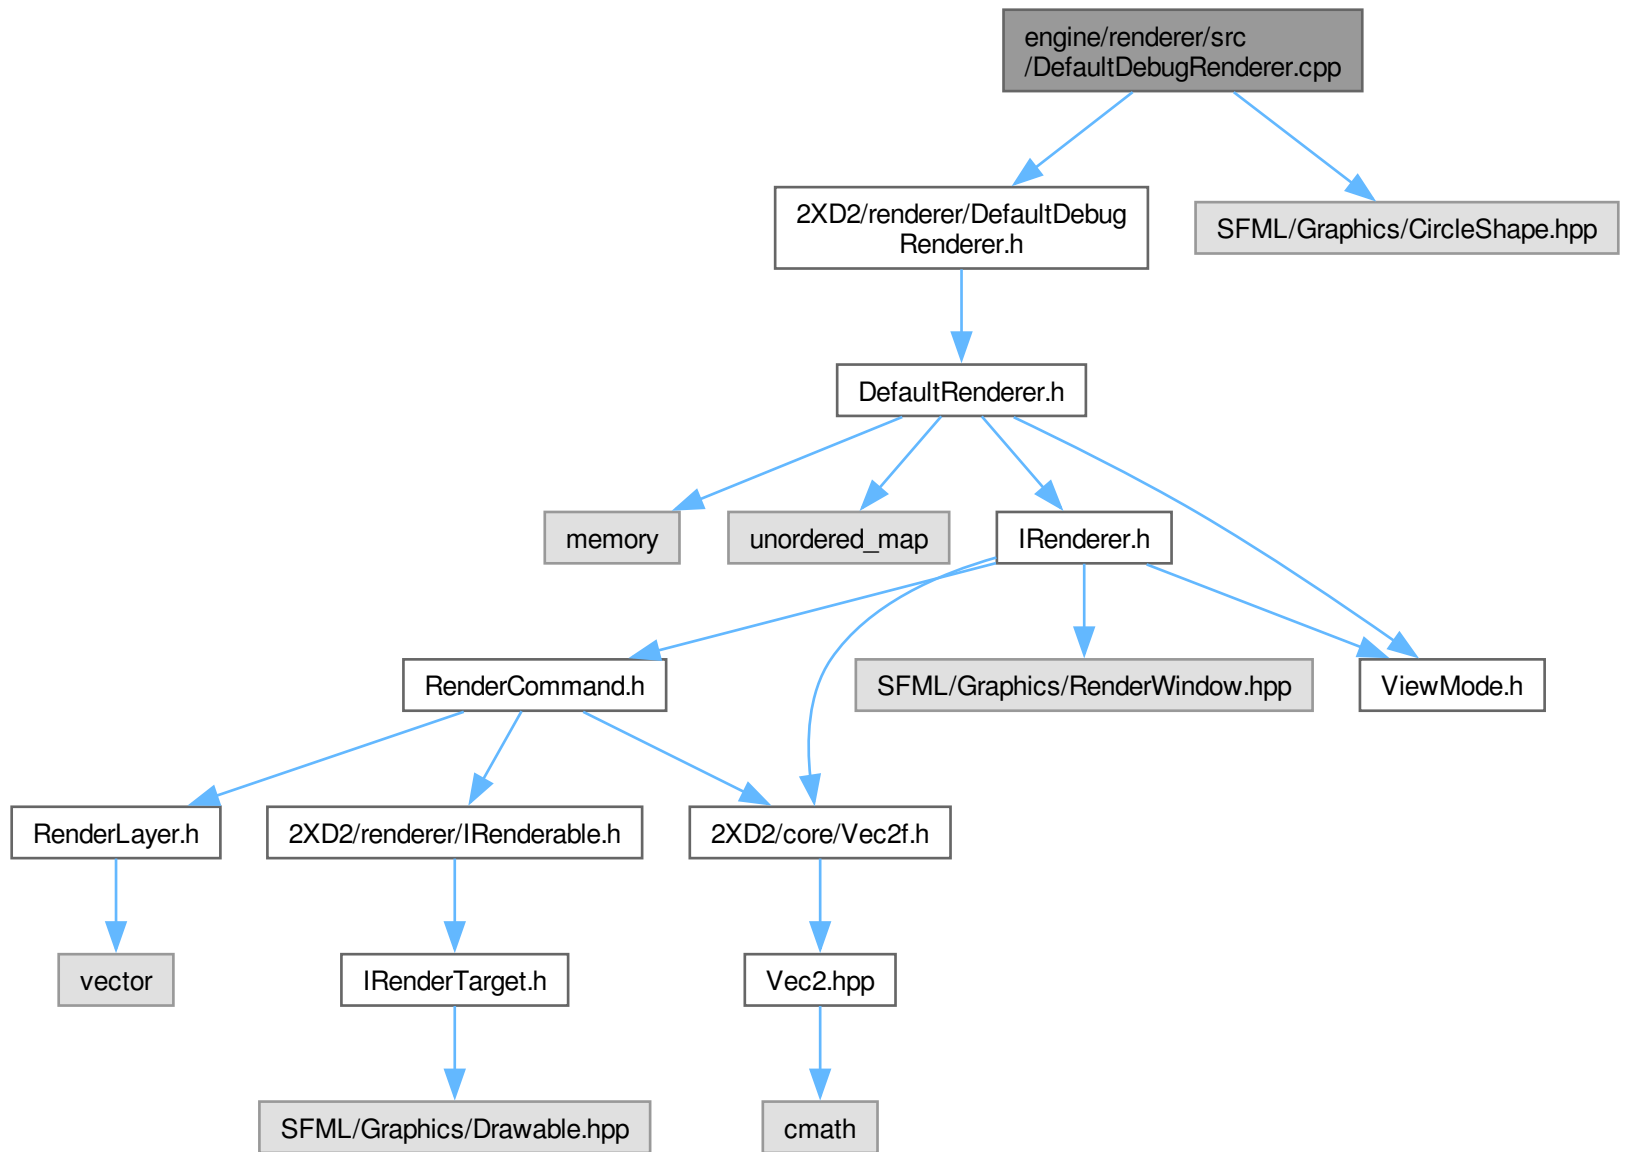 engine/renderer/src
/DefaultDebugRenderer.cpp
2XD2/renderer/DefaultDebug
Renderer.h
SFML/Graphics/CircleShape.hpp
DefaultRenderer.h
memory
unordered_map
IRenderer.h
RenderCommand.h
SFML/Graphics/RenderWindow.hpp
ViewMode.h
RenderLayer.h
2XD2/renderer/IRenderable.h
2XD2/core/Vec2f.h
vector
IRenderTarget.h
Vec2.hpp
SFML/Graphics/Drawable.hpp
cmath